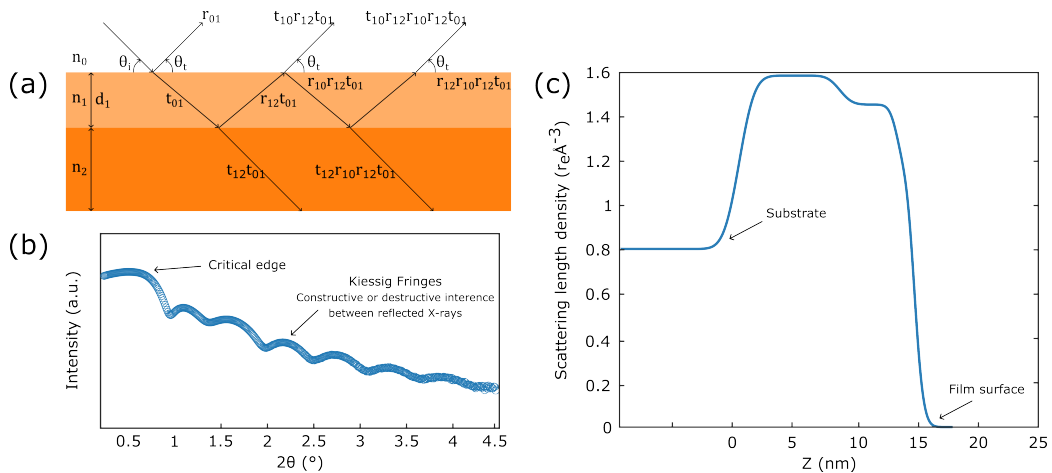 (a)
n₀
n₁
d₁
n₂
θᵢ
θₜ
r₀₁
t₁₀r₁₂t₀₁
t₁₀r₁₂r₁₀r₁₂t₀₁
θₜ
θₜ
t₀₁
r₁₂t₀₁
r₁₀r₁₂t₀₁
r₁₂r₁₀r₁₂t₀₁
t₁₂t₀₁
t₁₂r₁₀r₁₂t₀₁
(b)
Intensity (a.u.)
Critical edge
Kiessig Fringes
Constructive or destructive interence
between reflected X-rays
0.5 1 1.5 2 2.5 3 3.5 4 4.5
2θ (°)
(c)
Scattering length density (rₑÅ⁻³)
1.6
1.4
1.2
1
0.8
0.6
0.4
0.2
0
Substrate
Film surface
0 5 10 15 20 25
Z (nm)